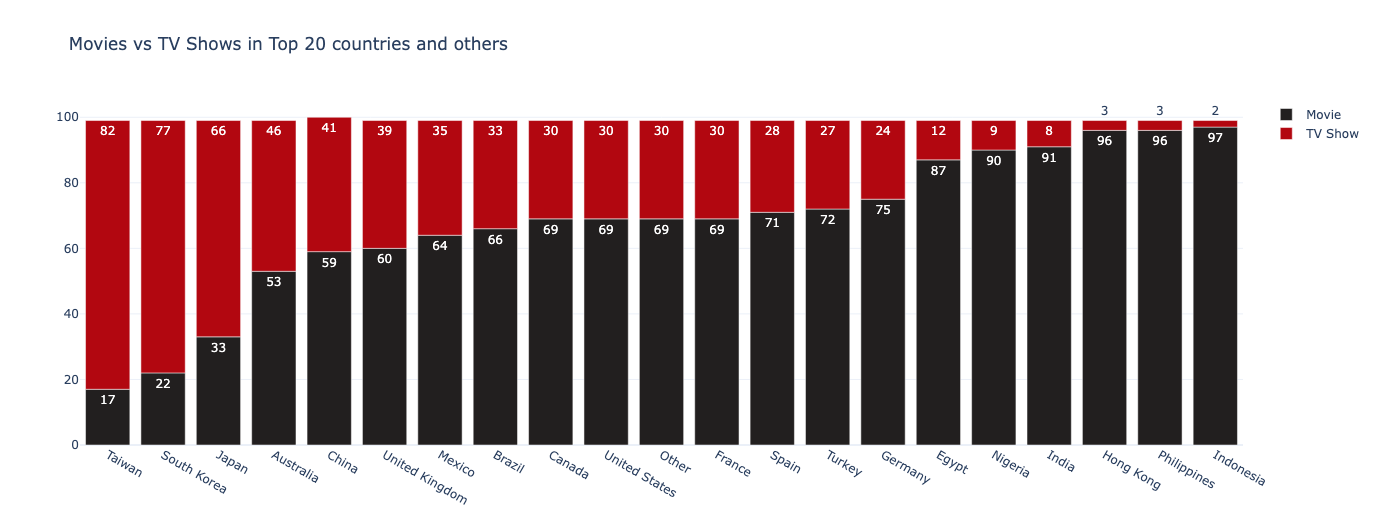 Movies vs TV Shows in Top 20 countries and others
3 3 2
100 Movie
82 77 66 46 41 39 35 33 30 30 30 30 28 27 24 12 9 8 96 96 97 TV Show
87 90 91
80
53 59 60 64 66 69 69 69 69 71 72 75
60
40
33
22
20
17
0
Taiwan South Korea Japan Australia China United Kingdom Mexico Brazil Canada United States Other France Spain Turkey Germany Egypt Nigeria India Hong Kong Philippines Indonesia